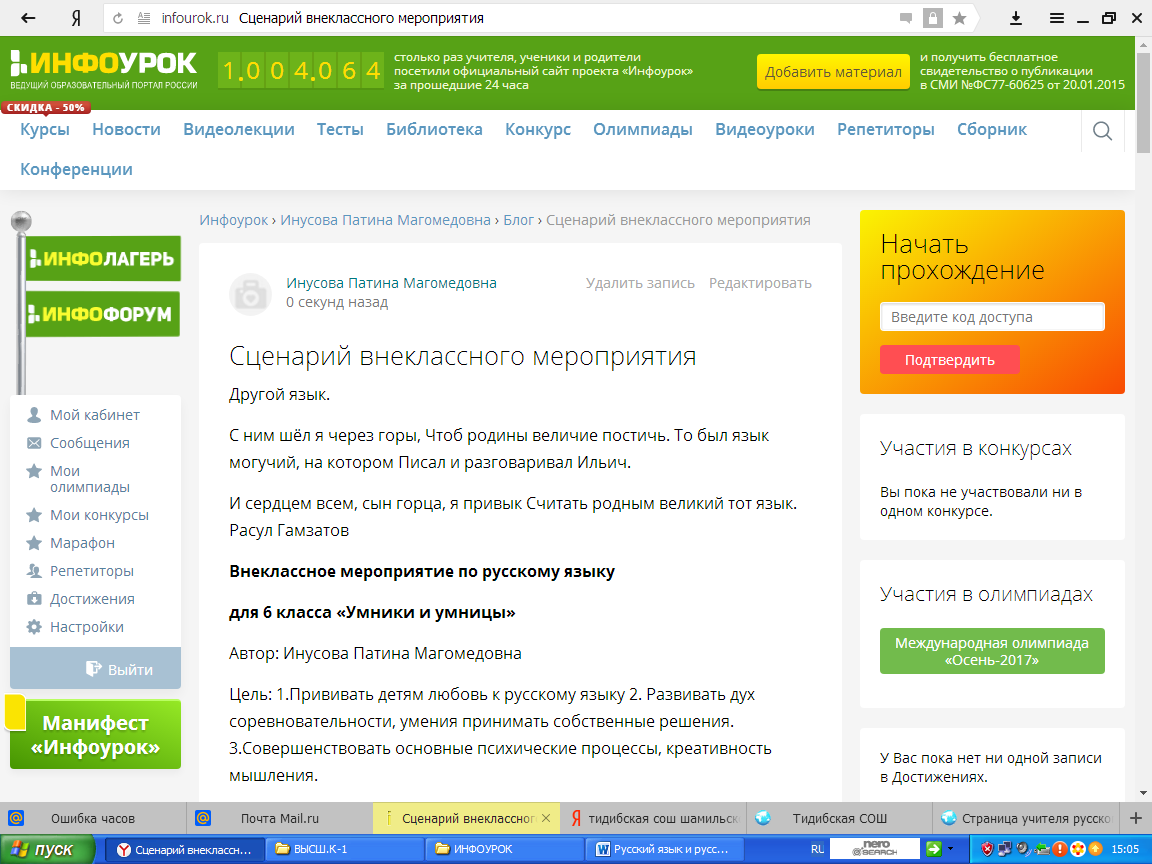 infourok.ru Сценарий внеклассного мероприятия
ИНФОУРОК
ВЕДУЩИЙ ОБРАЗОВАТЕЛЬНЫЙ ПОРТАЛ РОССИИ
1.004.064
столько раз учителя, ученики и родители
посетили официальный сайт проекта «Инфоурок»
за прошедшие 24 часа
Добавить материал
и получить бесплатное
свидетельство о публикации
в СМИ №ФС77-60625 от 20.01.2015
СКИДКА - 50%
Курсы Новости Видеолекции Тесты Библиотека Конкурс Олимпиады Видеоуроки Репетиторы Сборник
Конференции
ИНФОЛАГЕРЬ
ИНФОФОРУМ
Мой кабинет
Сообщения
Мои
олимпиады
Мои конкурсы
Марафон
Репетиторы
Достижения
Настройки
Выйти
Манифест
«Инфоурок»
Инфоурок › Инусова Патина Магомедовна › Блог › Сценарий внеклассного мероприятия
Инусова Патина Магомедовна
0 секунд назад
Удалить запись Редактировать
Сценарий внеклассного мероприятия
Другой язык.
С ним шёл я через горы, Чтоб родины величие постичь. То был язык
могучий, на котором Писал и разговаривал Ильич.
И сердцем всем, сын горца, я привык Считать родным великий тот язык.
Расул Гамзатов
Внеклассное мероприятие по русскому языку
для 6 класса «Умники и умницы»
Автор: Инусова Патина Магомедовна
Цель: 1.Прививать детям любовь к русскому языку 2. Развивать дух
соревновательности, умения принимать собственные решения.
3.Совершенствовать основные психические процессы, креативность
мышления.
Начать
прохождение
Введите код доступа
Подтвердить
Участия в конкурсах
Вы пока не участвовали ни в
одном конкурсе.
Участия в олимпиадах
Международная олимпиада
«Осень-2017»
У Вас пока нет ни одной записи
в Достижениях.
Ошибка часов
Почта Mail.ru
Сценарий внеклассног
тидибская сош шамильск
Тидибская СОШ
Страница учителя русског
пуск
Сценарий внеклассн...
ВЫСШ.К-1
ИНФОУРОК
Русский язык и русс...
RU
nero
SEARCH
15:05